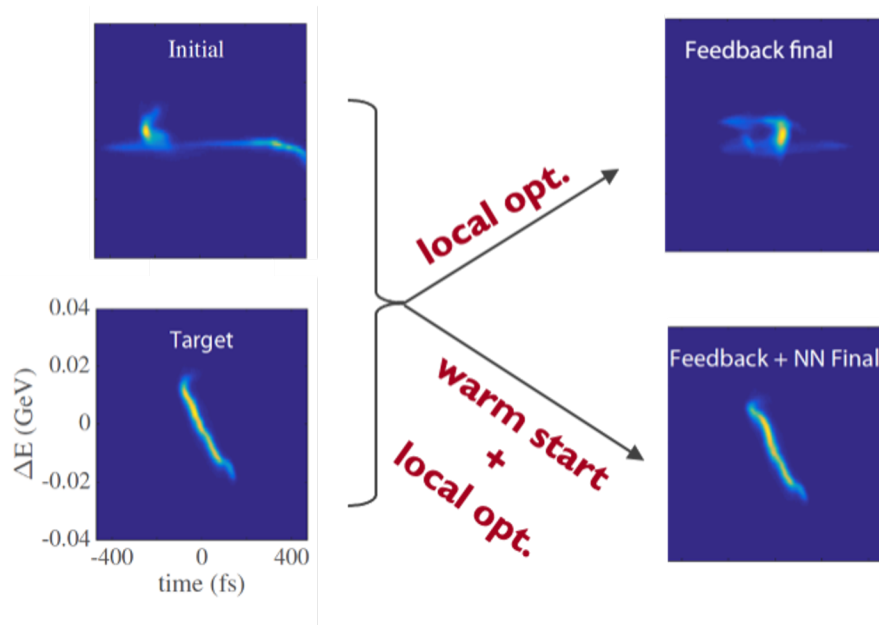 Initial
Feedback final
local opt.
Target
0.04
0.02
0
-0.02
-0.04
ΔE (GeV)
-400
0
400
time (fs)
Feedback + NN Final
warm start
+
local opt.